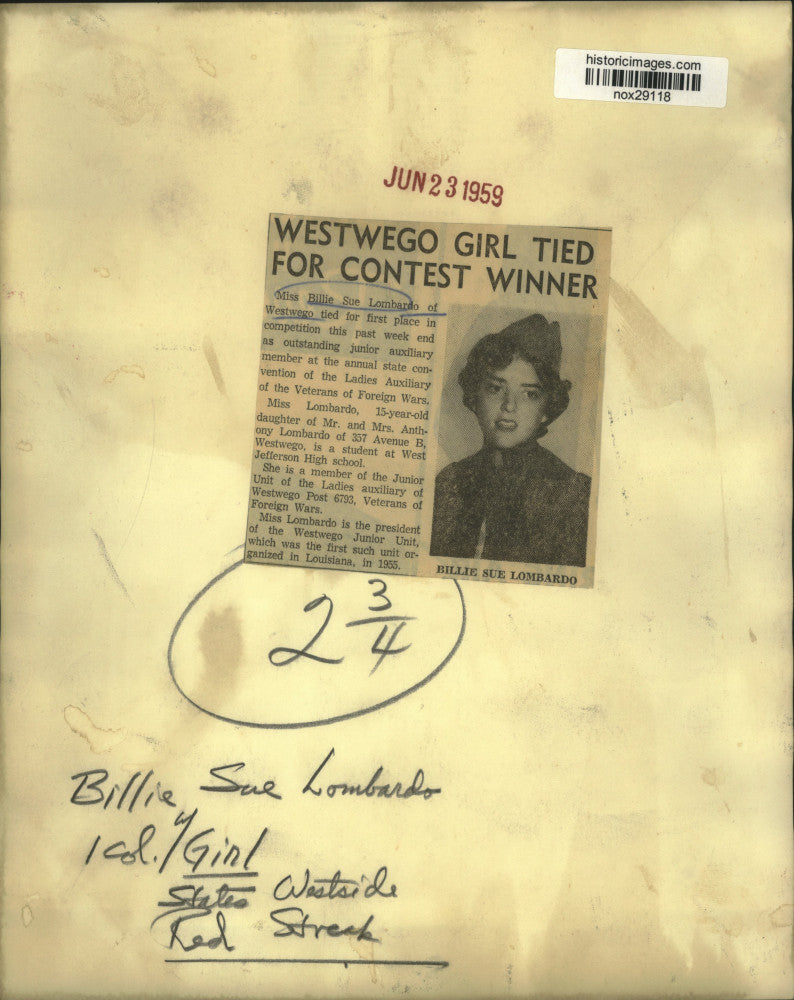 historicimages.com
nox29118
JUN 23 1959
WESTWEGO GIRL TIED
FOR CONTEST WINNER
Miss Billie Sue Lombardo of
Westwego tied for first place in
competition this past week end
as outstanding junior auxiliary
member at the annual state con-
vention of the Ladies Auxiliary
of the Veterans of Foreign Wars.
Miss Lombardo, 15-year-old
daughter of Mr. and Mrs. Anth-
ony Lombardo of 357 Avenue B,
Westwego, is a student at West
Jefferson High school.
She is a member of the Junior
Unit of the Ladies auxiliary of
Westwego Post 6793, Veterans of
Foreign Wars.
Miss Lombardo is the president
of the Westwego Junior Unit,
which was the first such unit or-
ganized in Louisiana, in 1955.
BILLIE SUE LOMBARDO
2 3/4
Billie Sue Lombardo
1 col. / Girl
States Westside
Red Streak